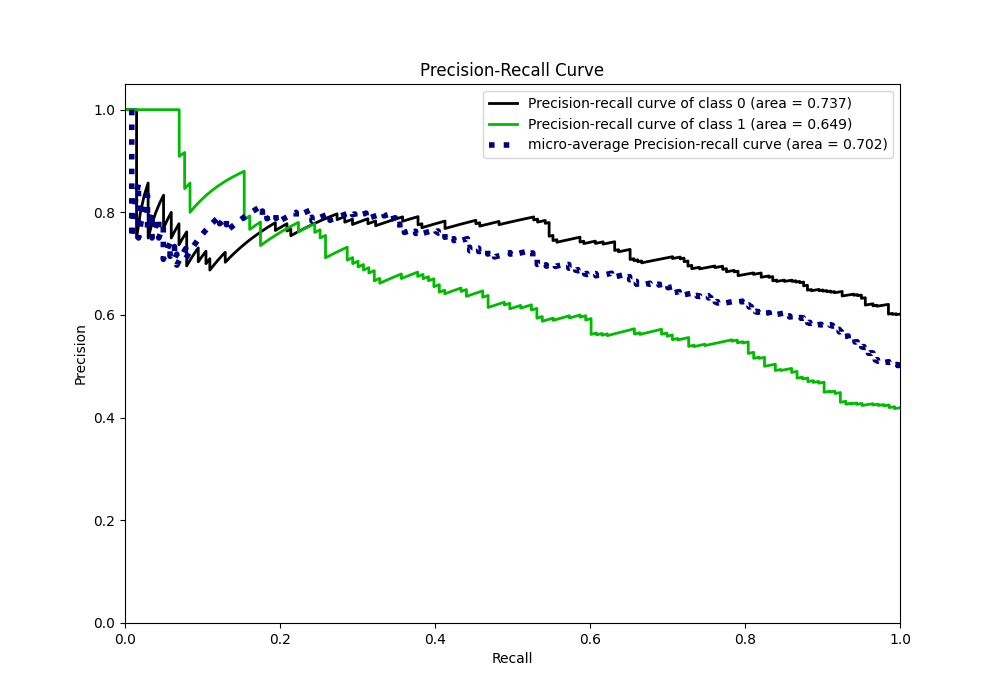 Precision-Recall Curve
Precision-recall curve of class 0 (area = 0.737)
Precision-recall curve of class 1 (area = 0.649)
micro-average Precision-recall curve (area = 0.702)
1.0
0.8
0.6
0.4
0.2
0.0
Precision
0.0 0.2 0.4 0.6 0.8 1.0
Recall